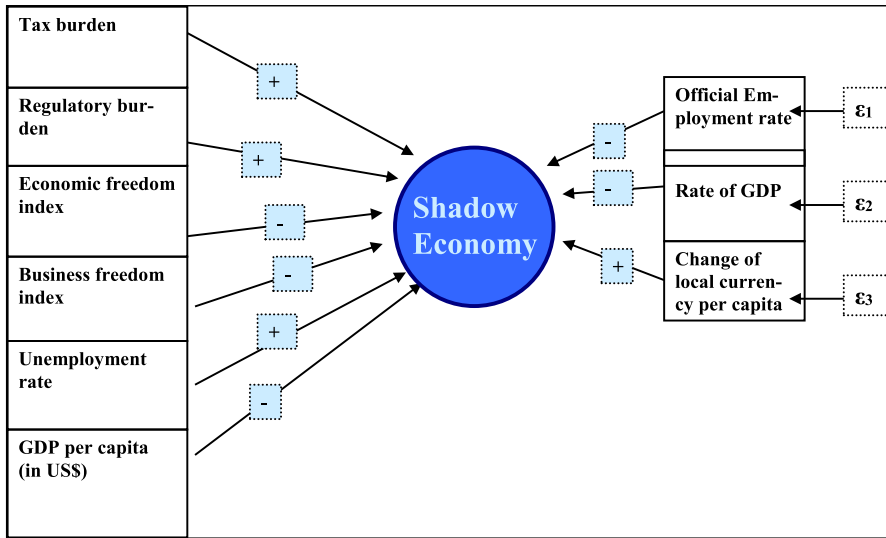 Tax burden
+
Regulatory bur-
den
+
Economic freedom
index
-
Business freedom
index
-
Unemployment
rate
+
GDP per capita
(in US$)
-
Shadow
Economy
Official Em-
ployment rate
-
ε1
Rate of GDP
-
ε2
Change of
local curren-
cy per capita
+
ε3